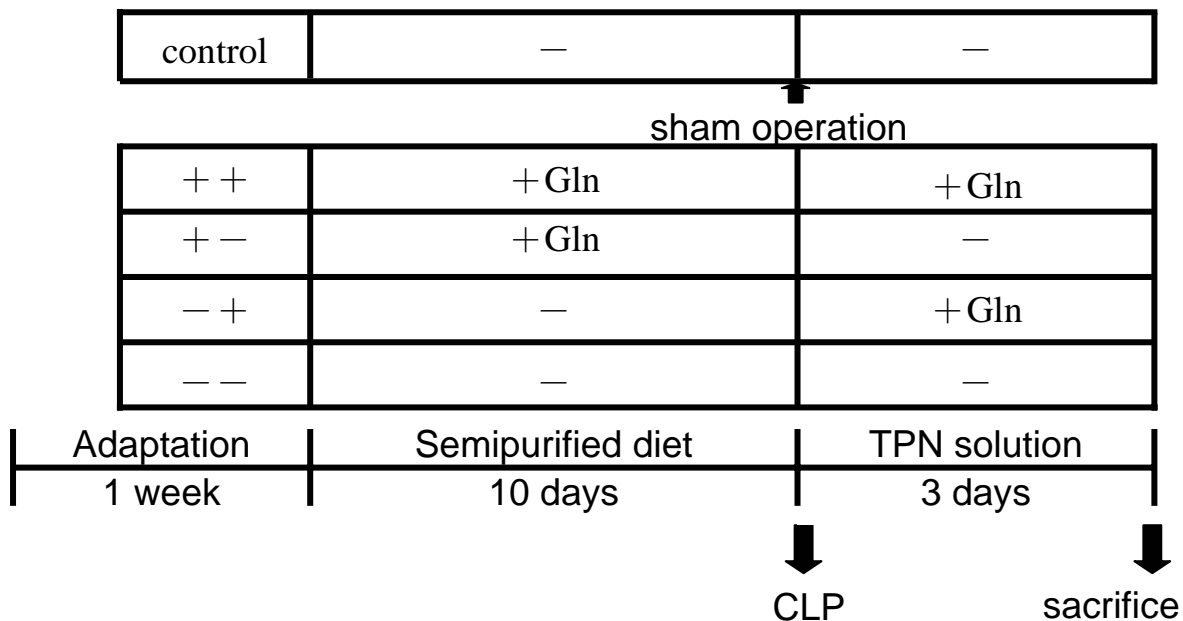 control − −
sham operation
+ + +Gln +Gln
+ − +Gln −
− + − +Gln
− − − −
Adaptation Semipurified diet TPN solution
1 week 10 days 3 days
CLP sacrifice